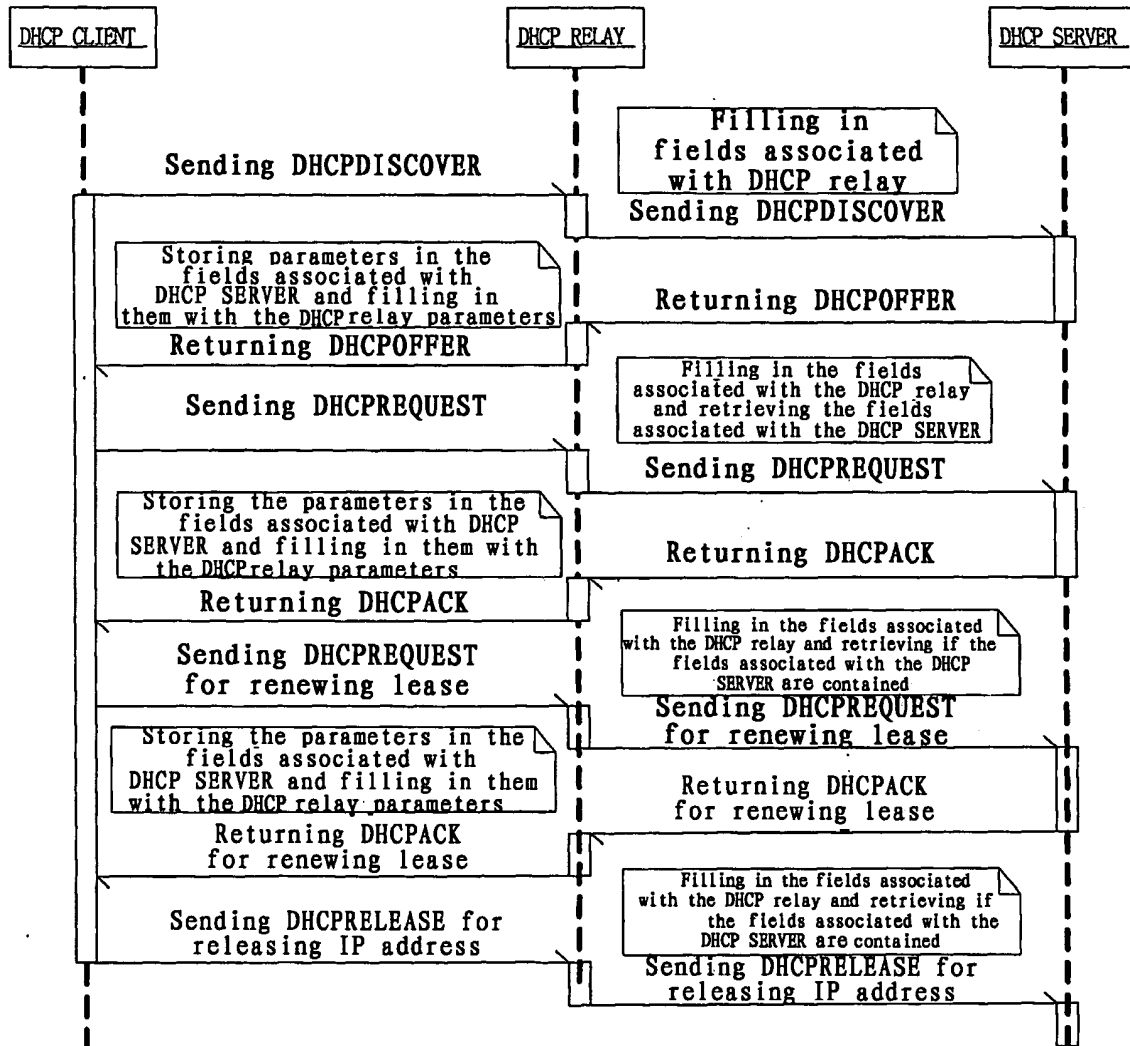 DHCP CLIENT
DHCP RELAY
DHCP SERVER
Filling in
fields associated
with DHCP relay
Sending DHCPDISCOVER
Sending DHCPDISCOVER
Storing parameters in the
fields associated with
DHCP SERVER and filling in
them with the DHCP relay parameters
Returning DHCPOFFER
Returning DHCPOFFER
Filling in the fields
associated with the DHCP relay
and retrieving the fields
associated with the DHCP SERVER
Sending DHCPREQUEST
Sending DHCPREQUEST
Storing the parameters in the
fields associated with DHCP
SERVER and filling in them with
the DHCP relay parameters
Returning DHCPACK
Returning DHCPACK
Filling in the fields associated
with the DHCP relay and retrieving if the
fields associated with the DHCP
SERVER are contained
Sending DHCPREQUEST
for renewing lease
Sending DHCPREQUEST
for renewing lease
Storing the parameters in the
fields associated with
DHCP SERVER and filling in them
with the DHCP relay parameters
Returning DHCPACK
for renewing lease
Returning DHCPACK
for renewing lease
Filling in the fields associated
with the DHCP relay and retrieving if
the fields associated with the
DHCP SERVER are contained
Sending DHCPRELEASE for
releasing IP address
Sending DHCPRELEASE for
releasing IP address